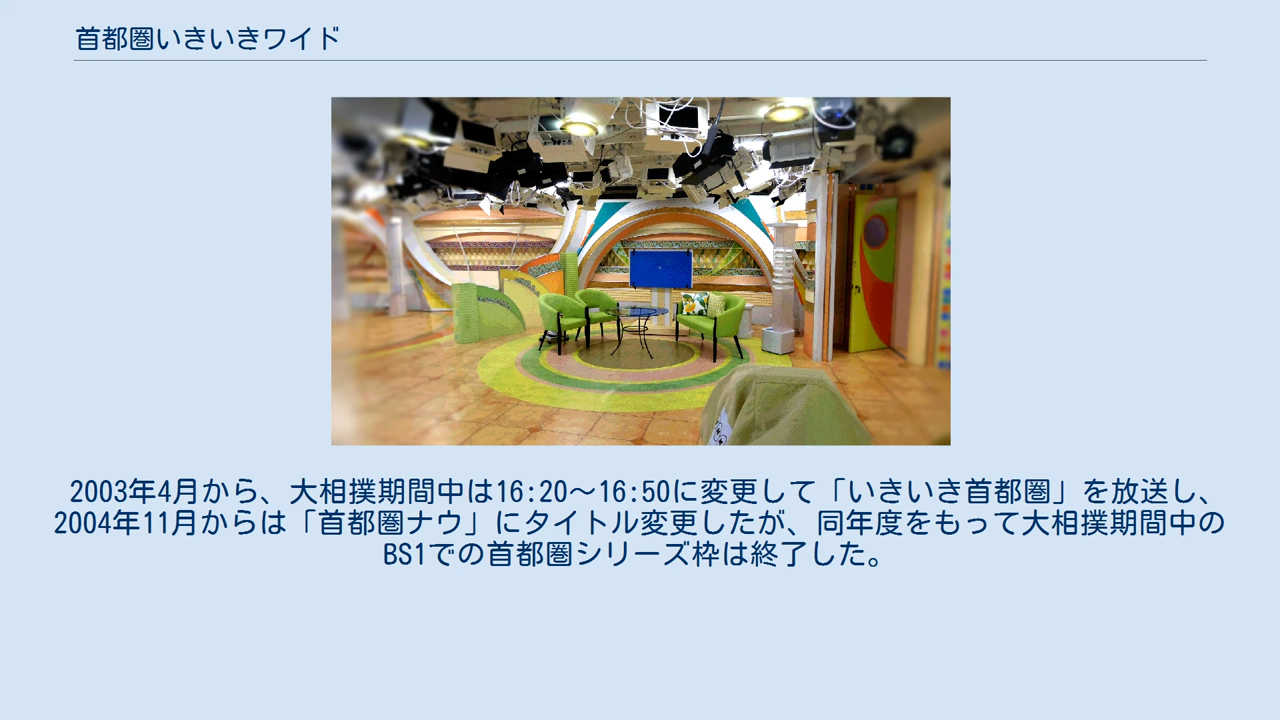 首都圏いきいきワイド
2003年4月から、大相撲期間中は16:20～16:50に変更して「いきいき首都圏」を放送し、
2004年11月からは「首都圏ナウ」にタイトル変更したが、同年度をもって大相撲期間中の
BS1での首都圏シリーズ枠は終了した。